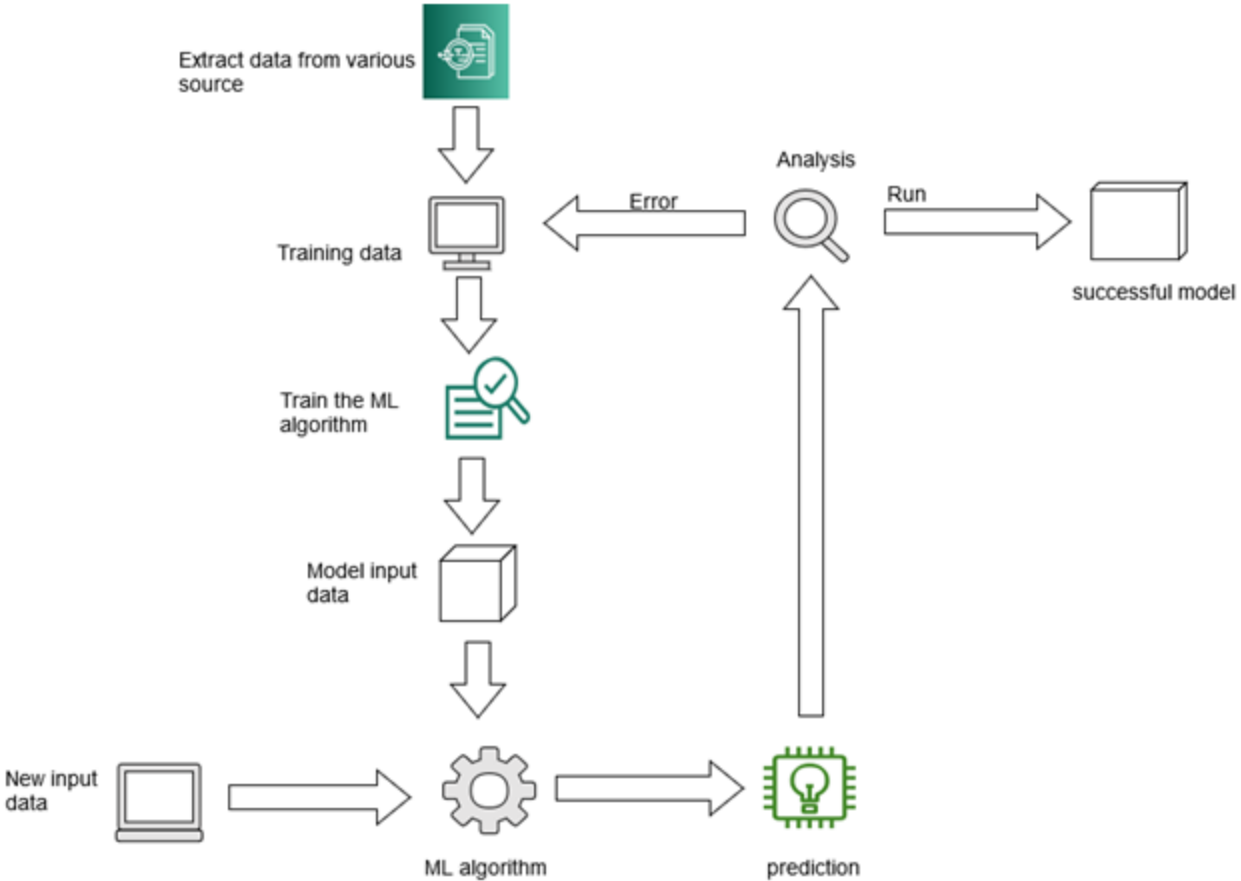 Extract data from various
source
Analysis
Error
Run
Training data
successful model
Train the ML
algorithm
Model input
data
New input
data
ML algorithm
prediction